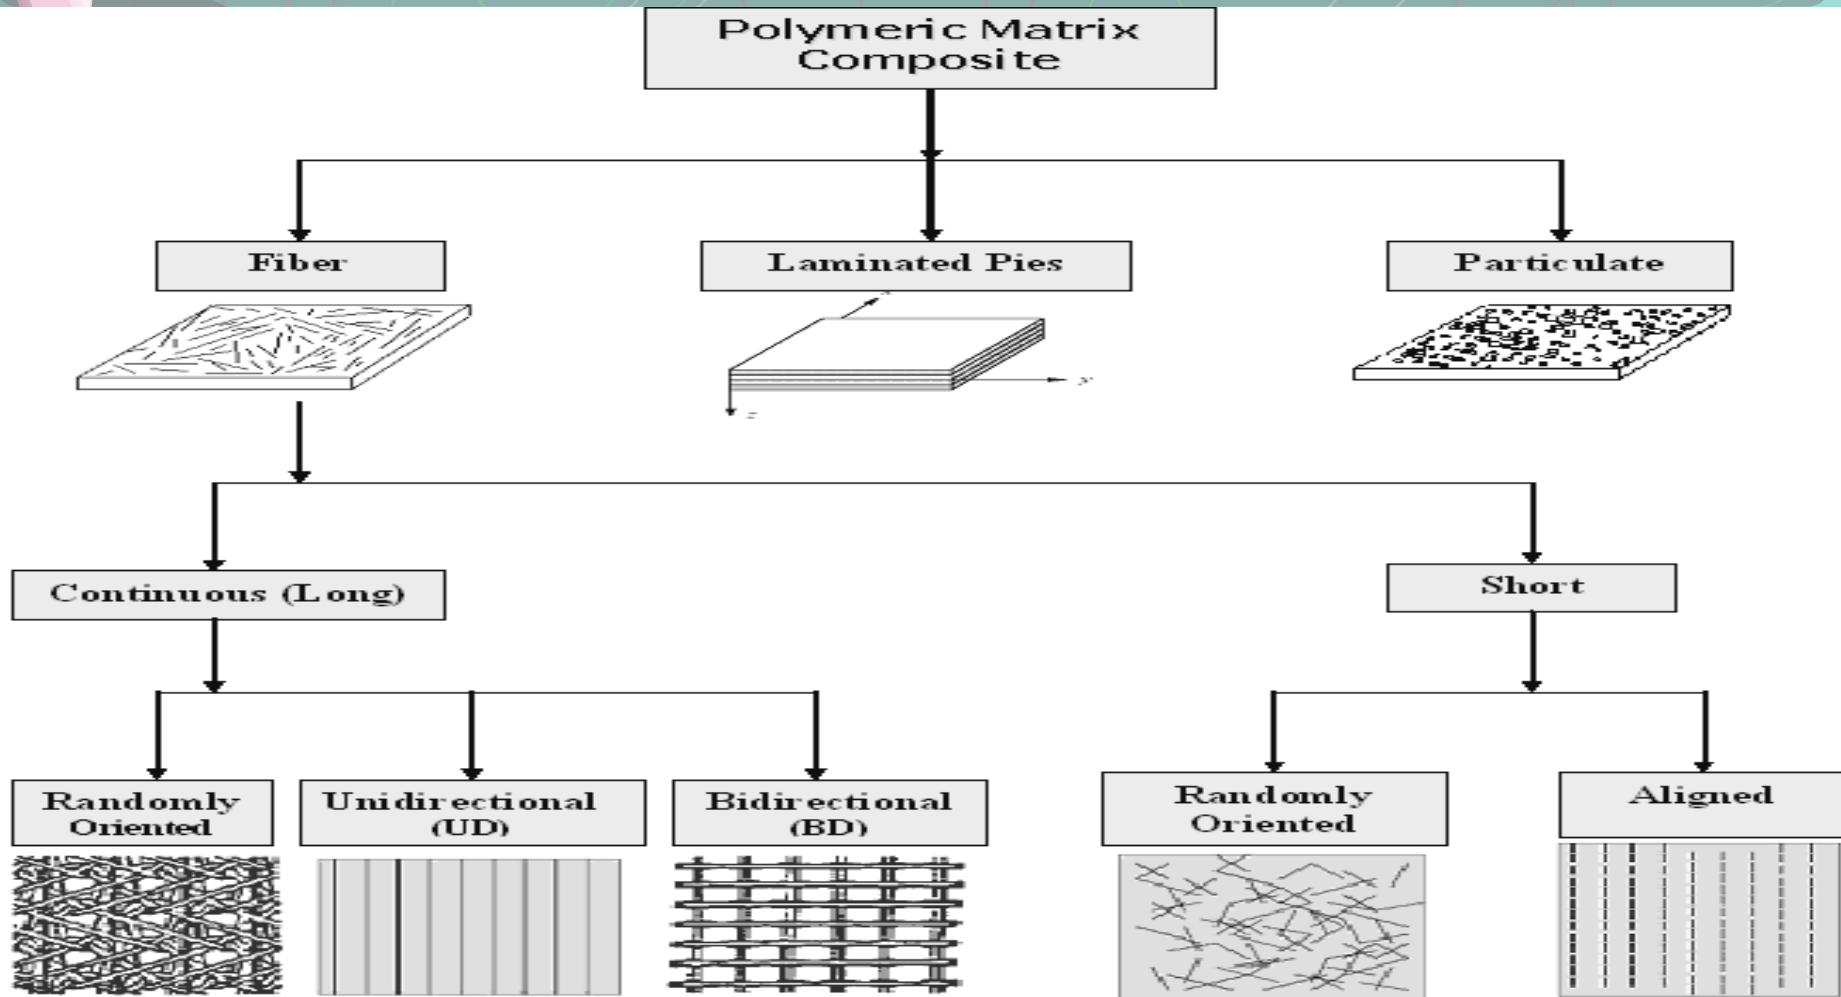 Polymeric Matrix
Composite
Fiber
Laminated Pies
Particulate
y
z
Continuous (Long)
Short
Randomly
Oriented
Unidirectional
(UD)
Bidirectional
(BD)
Randomly
Oriented
Aligned